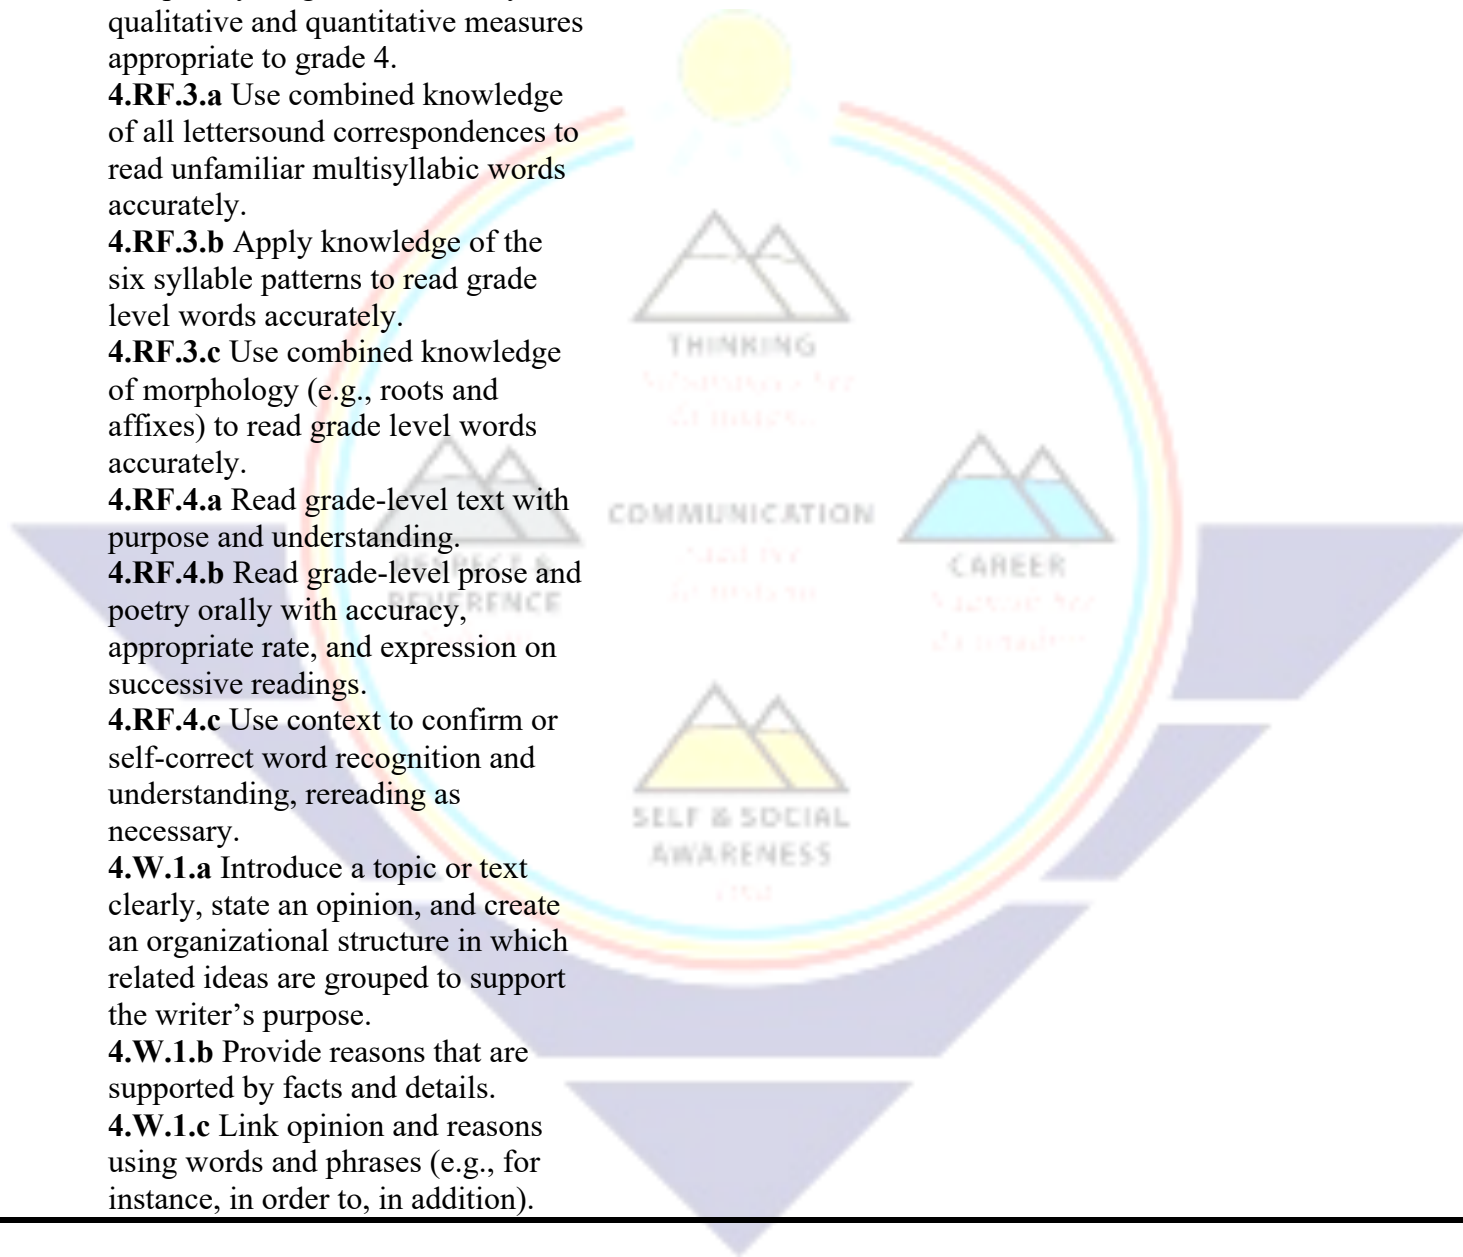 qualitative and quantitative measures
appropriate to grade 4.
4.RF.3.a Use combined knowledge
of all lettersound correspondences to
read unfamiliar multisyllabic words
accurately.
4.RF.3.b Apply knowledge of the
six syllable patterns to read grade
level words accurately.
4.RF.3.c Use combined knowledge
of morphology (e.g., roots and
affixes) to read grade level words
accurately.
4.RF.4.a Read grade-level text with
purpose and understanding.
4.RF.4.b Read grade-level prose and
poetry orally with accuracy,
appropriate rate, and expression on
successive readings.
4.RF.4.c Use context to confirm or
self-correct word recognition and
understanding, rereading as
necessary.
4.W.1.a Introduce a topic or text
clearly, state an opinion, and create
an organizational structure in which
related ideas are grouped to support
the writer’s purpose.
4.W.1.b Provide reasons that are
supported by facts and details.
4.W.1.c Link opinion and reasons
using words and phrases (e.g., for
instance, in order to, in addition).
THINKING
COMMUNICATION
RESPECT &
REVERENCE
CAREER
SELF & SOCIAL
AWARENESS